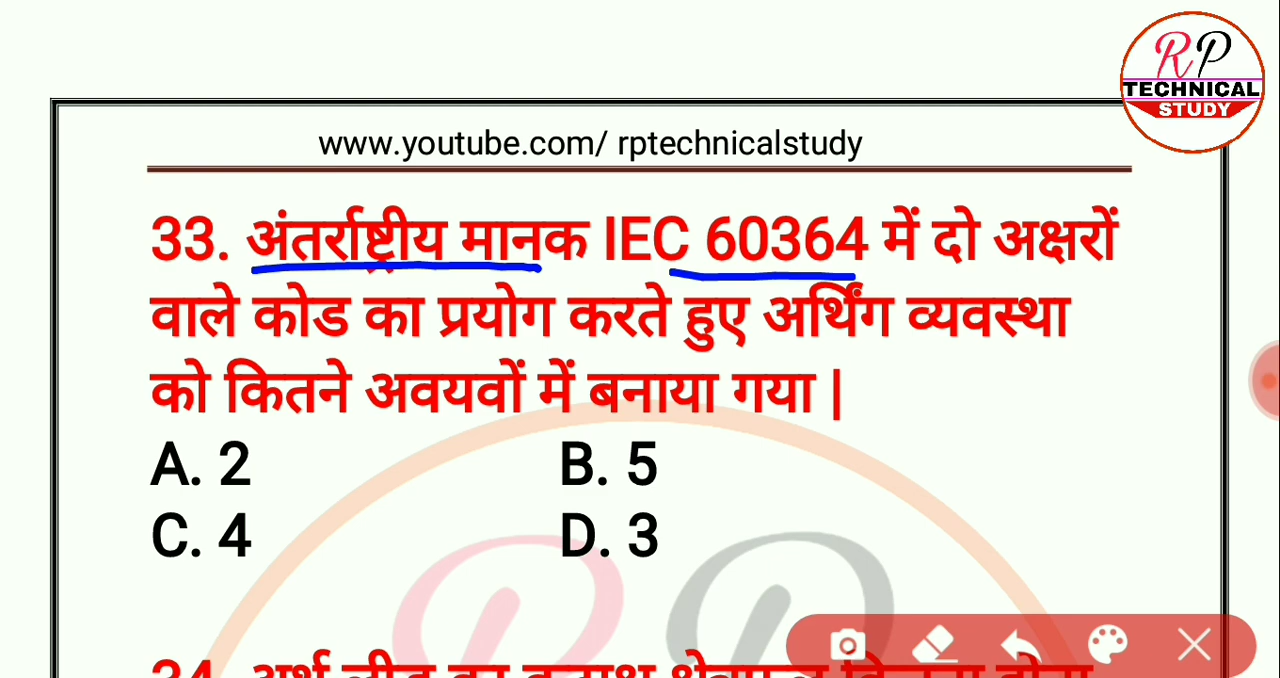 RP
TECHNICAL
STUDY
www.youtube.com/ rptechnicalstudy
33. अंतर्राष्ट्रीय मानक IEC 60364 में दो अक्षरों
वाले कोड का प्रयोग करते हुए अर्थिंग व्यवस्था
को कितने अवयवों में बनाया गया |
A. 2 B. 5
C. 4 D. 3